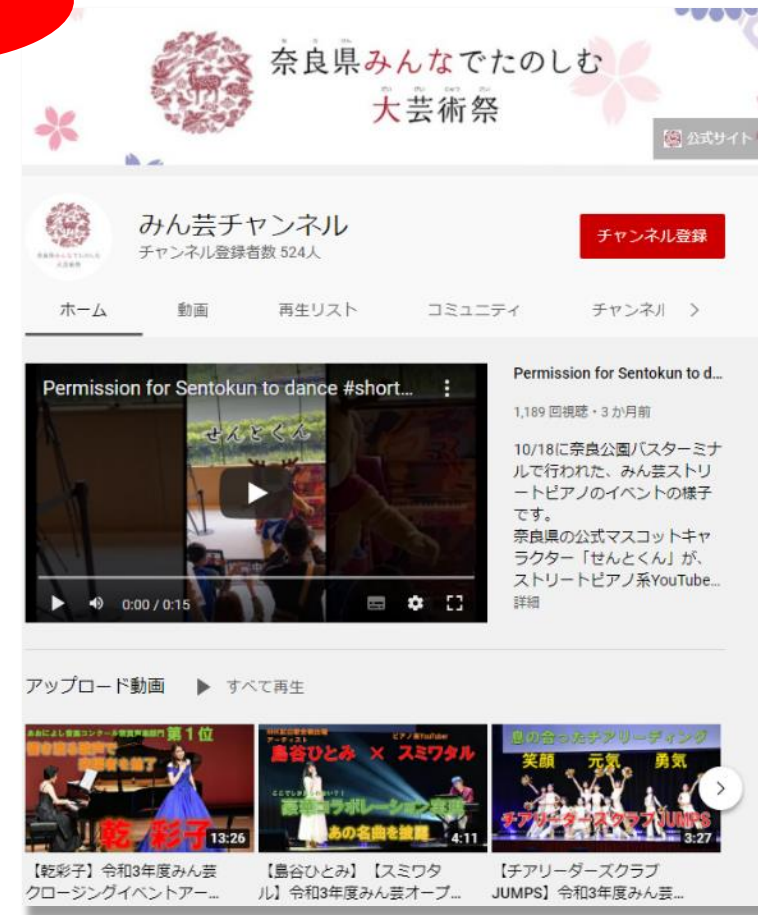 奈良県みんなでたのしむ
大芸術祭
公式サイト
みん芸チャンネル
チャンネル登録者数 524人
チャンネル登録
ホーム
動画
再生リスト
コミュニティ
チャンネル
Permission for Sentokun to dance #short...
せんとくん
0:00 / 0:15
Permission for Sentokun to d...
1,189 回視聴・3 か月前
10/18に奈良公園バスターミナ
ルで行われた、みん芸ストリ
ートピアノのイベントの様子
です。
奈良県の公式マスコットキャ
ラクター「せんとくん」が、
ストリートピアノ系YouTube...
詳細
アップロード動画
すべて再生
第1位
乾 彩子
13:26
【乾彩子】令和3年度みん芸
クロージングイベントアー...
ピアノ系YouTuber
島谷ひとみ × スミワタル
豪華コラボレーション実現
あの名曲を披露
4:11
【島谷ひとみ】【スミワタ
ル】令和3年度みん芸オープ...
息の合ったチアリーディング
笑顔 元気 勇気
チアリーダーズクラブJUMPS
3:27
【チアリーダーズクラブ
JUMPS】令和3年度みん芸...